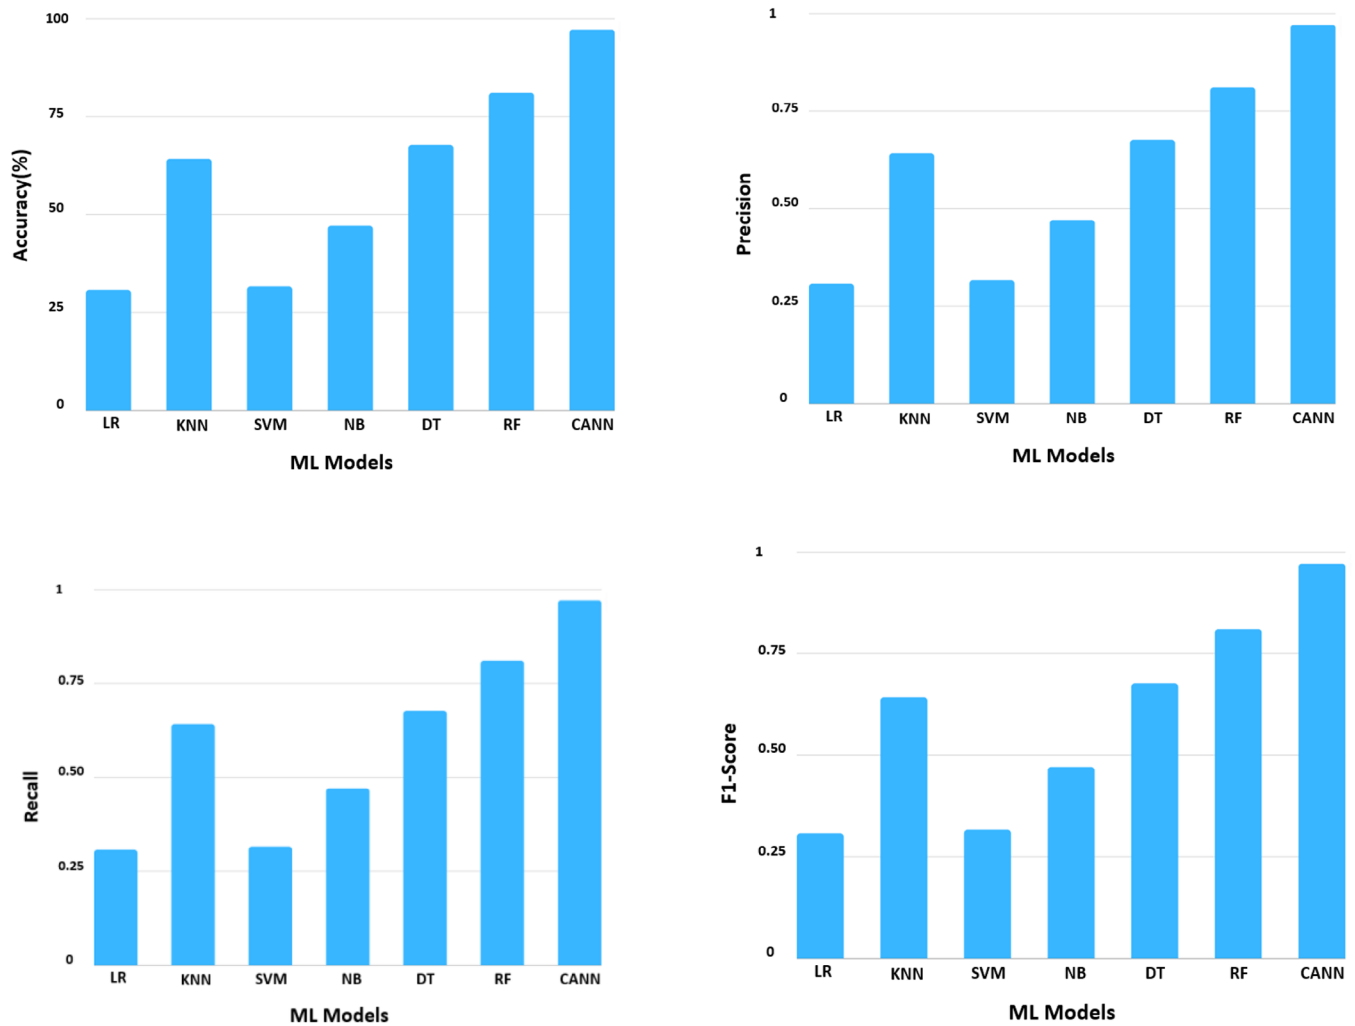 100
75
50
25
0
Accuracy(%)
LR KNN SVM NB DT RF CANN
ML Models
1
0.75
0.50
0.25
0
Precision
LR KNN SVM NB DT RF CANN
ML Models
1
0.75
0.50
0.25
0
Recall
LR KNN SVM NB DT RF CANN
ML Models
1
0.75
0.50
0.25
0
F1-Score
LR KNN SVM NB DT RF CANN
ML Models